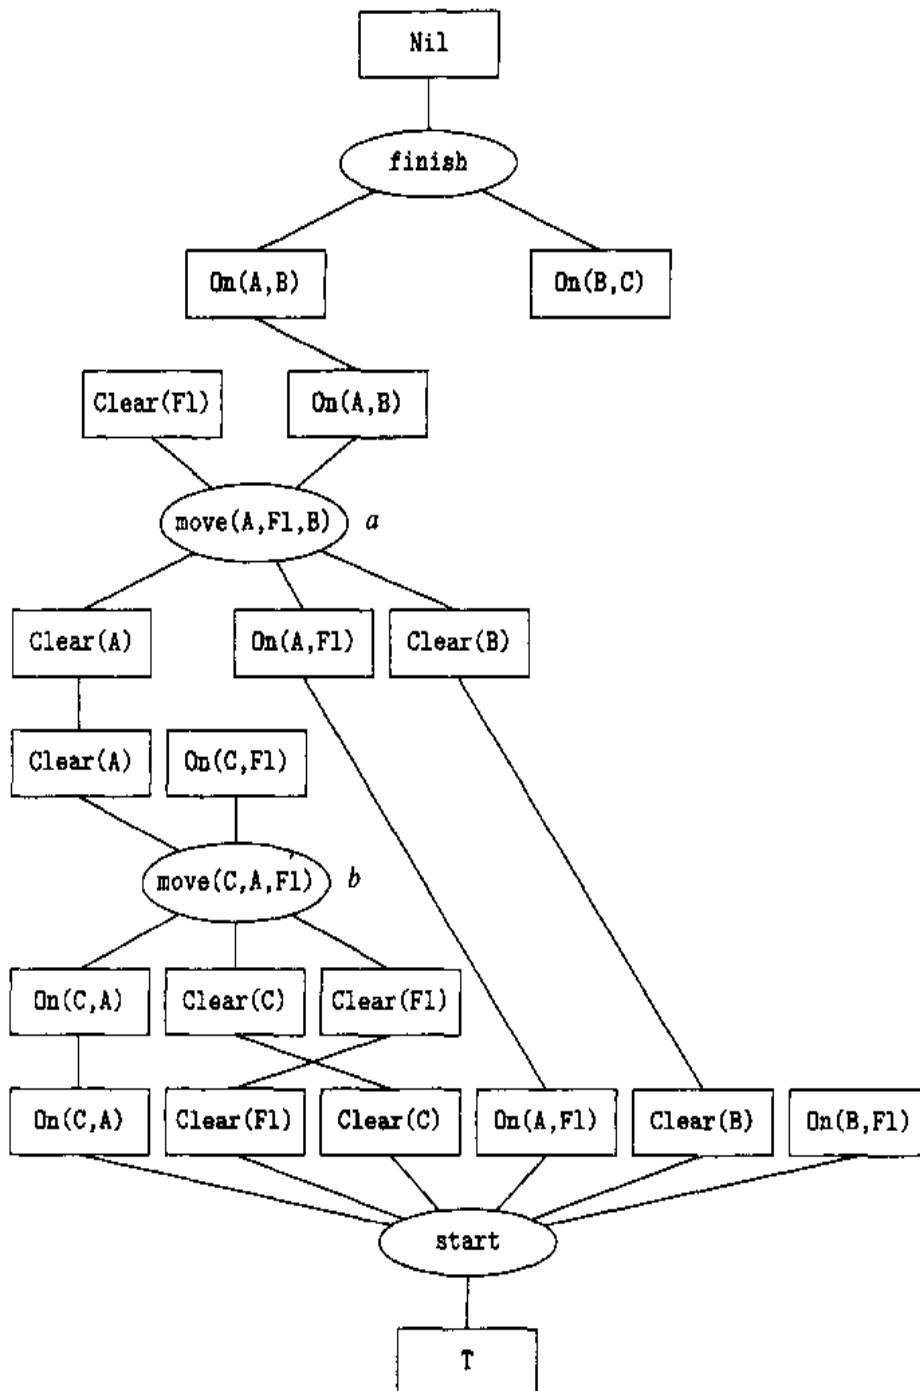 Nil
finish
On(A,B) On(B,C)
Clear(Fl) On(A,B)
move(A,Fl,B) a
Clear(A) On(A,Fl) Clear(B)
Clear(A) On(C,Fl)
move(C,A,Fl) b
On(C,A) Clear(C) Clear(Fl)
On(C,A) Clear(Fl) Clear(C) On(A,Fl) Clear(B) On(B,Fl)
start
T